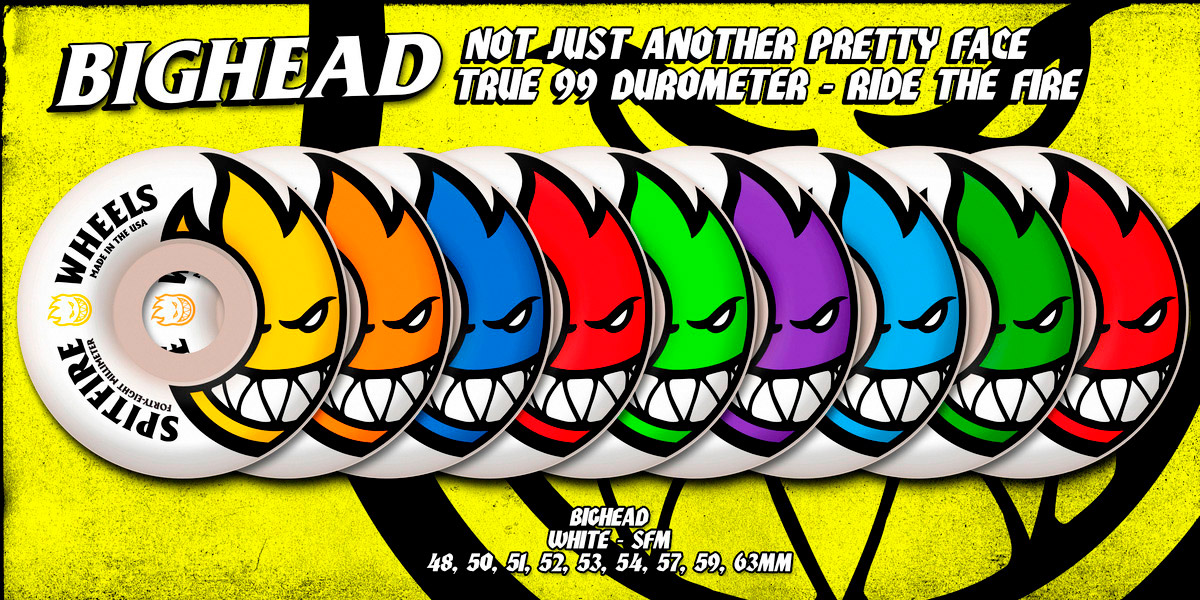 BIGHEAD
NOT JUST ANOTHER PRETTY FACE
TRUE 99 DUROMETER - RIDE THE FIRE
WHEELS
MADE IN THE USA
SPITFIRE
FORTY-EIGHT MILLIMETER
BIGHEAD
WHITE - SFM
48, 50, 51, 52, 53, 54, 57, 59, 63MM